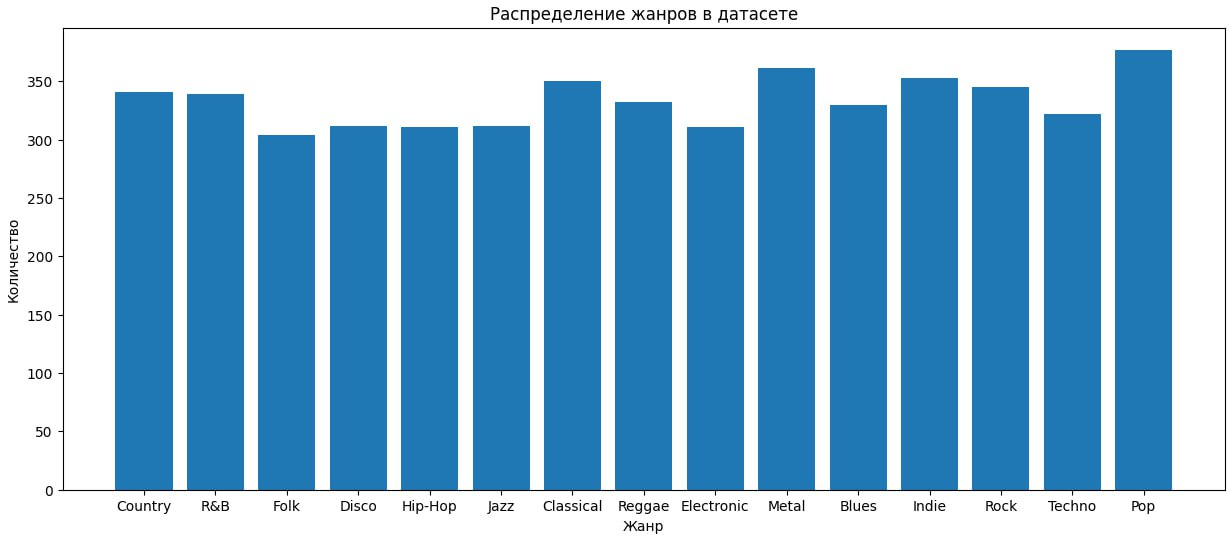 Распределение жанров в датасете
Количество
350
300
250
200
150
100
50
0
Country R&B Folk Disco Hip-Hop Jazz Classical Reggae Electronic Metal Blues Indie Rock Techno Pop
Жанр